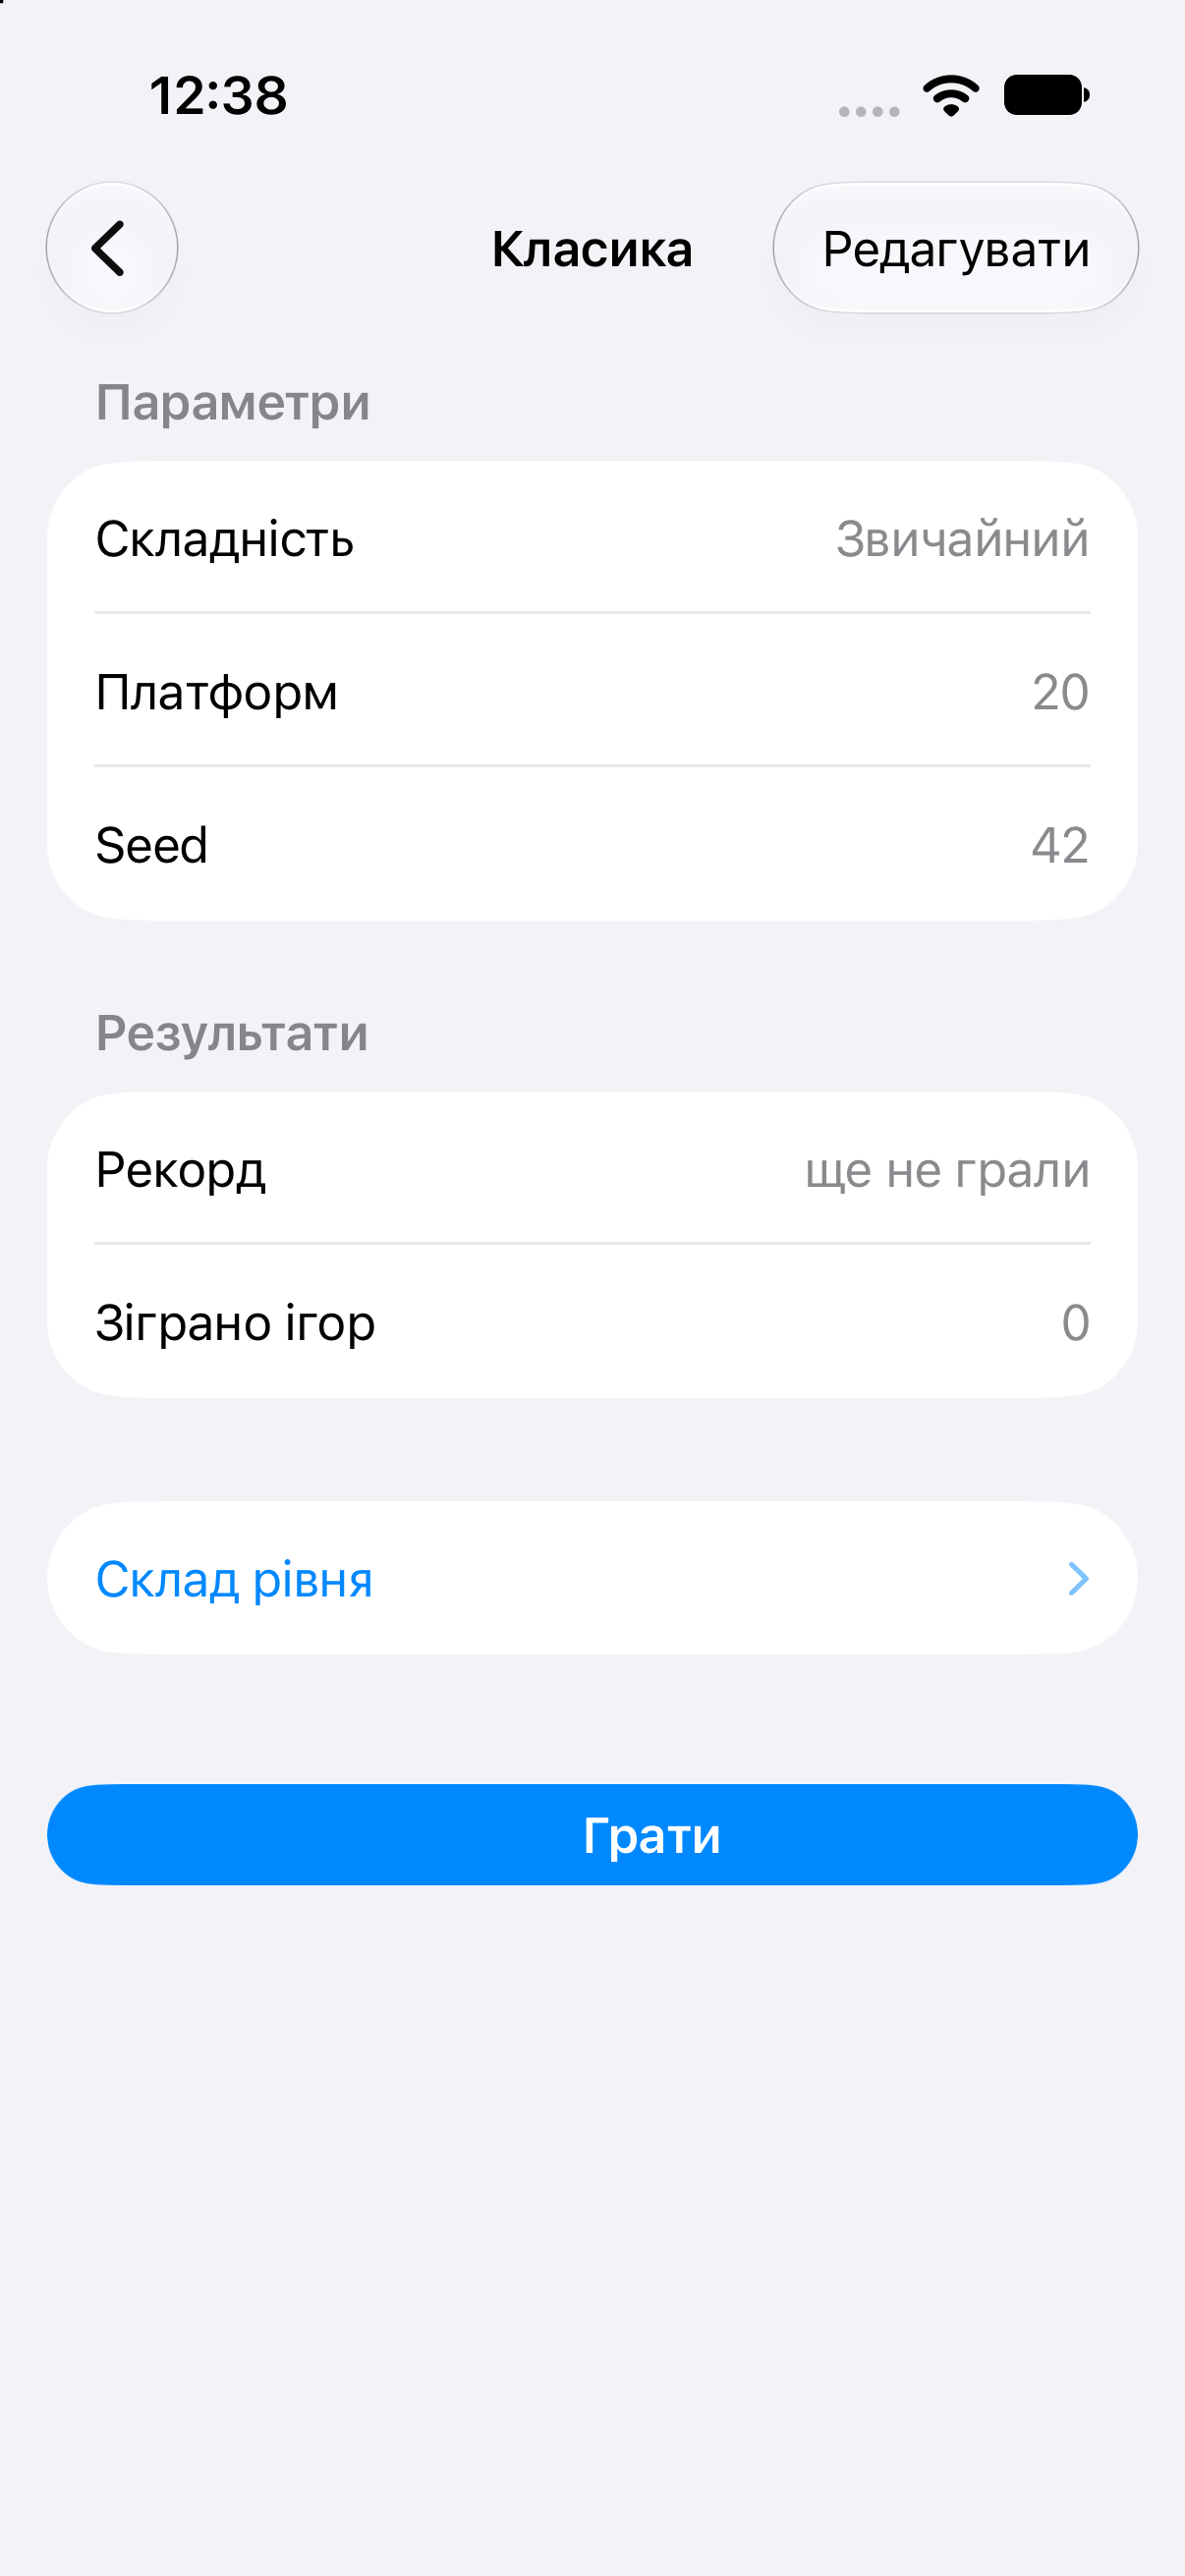 12:38
Класика
Редагувати
Параметри
Складність
Звичайний
Платформ
20
Seed
42
Результати
Рекорд
ще не грали
Зіграно ігор
0
Склад рівня
Грати